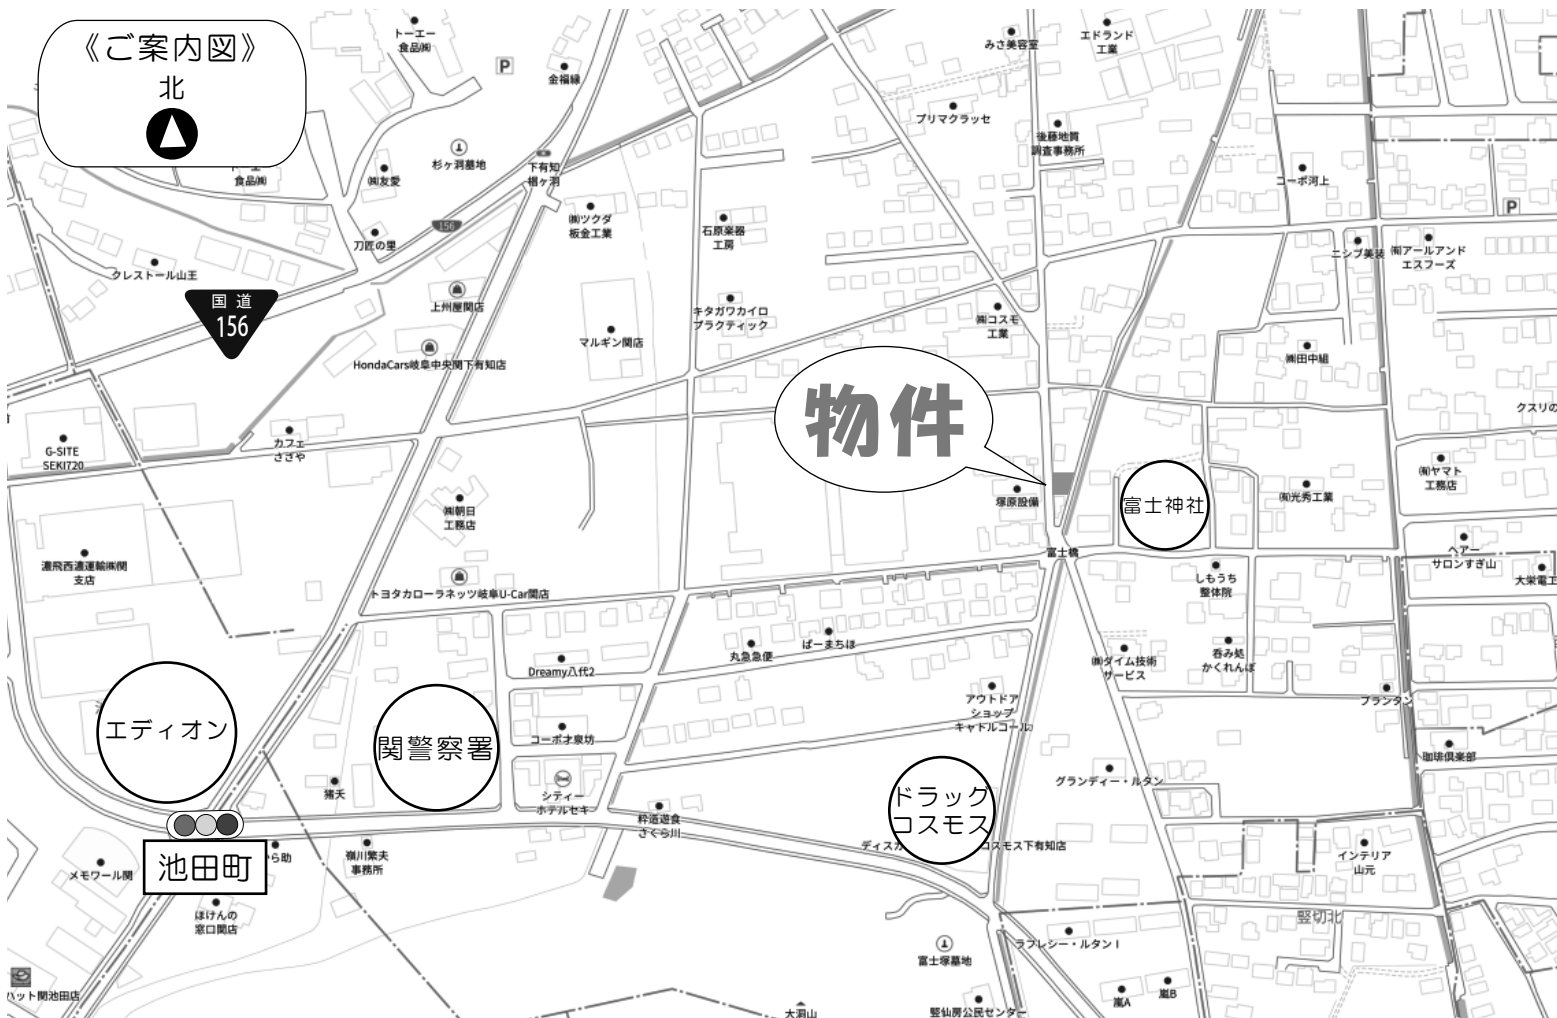 《ご案内図》
北
トーエー
食品㈱
P
金福縁
みさ美容室
エドランド
工業
プリマクラッセ
後藤地質
調査事務所
食品㈱
㈱友愛
杉ヶ洞墓地
下有知
椙ヶ洞
コーポ河上
P
156
㈱ツクダ
板金工業
石原楽器
工房
刀匠の里
クレストール山王
ニシブ美装
㈲アールアンド
エスフーズ
国道
156
上州屋関店
キタガワカイロ
プラクティック
㈱コスモ
工業
マルギン関店
HondaCars岐阜中央関下有知店
㈱田中組
物件
クスリの
G-SITE
SEKI720
カフェ
ささや
㈲ヤマト
工務店
㈱朝日
工務店
塚原設備
富士神社
㈲光秀工業
濃飛西濃運輸㈱関
支店
富士橋
ヘアー
サロンすぎ山
トヨタカローラネッツ岐阜U-Car関店
しもうち
整体院
大栄電工
丸急急便
ぱーまちほ
Dreamy八代2
㈱ダイム技術
サービス
呑み処
かくれんぼ
アウトドア
ショップ
キャトルコール
プランタン
エディオン
関警察署
コーポオ泉坊
珈琲倶楽部
猪夭
シティー
ホテルセキ
グランディー・ルタン
ドラッグ
コスモス
粋造遊食
さくら川
ディスカ
コスモス下有知店
池田町
ら助
嶺川繁夫
事務所
メモワール関
インテリア
山元
ほけんの
窓口関店
竪切北
富士塚墓地
ラフレシー・ルタンⅠ
ハット関池田店
嵐A
嵐B
大洞山
竪仙房公民センター